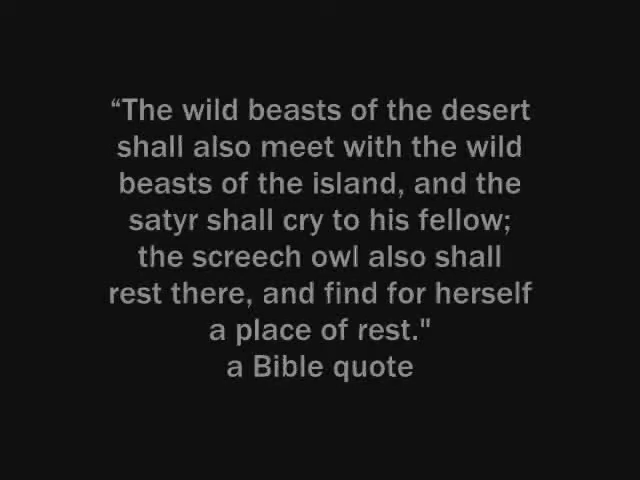 “The wild beasts of the desert
shall also meet with the wild
beasts of the island, and the
satyr shall cry to his fellow;
the screech owl also shall
rest there, and find for herself
a place of rest."
a Bible quote